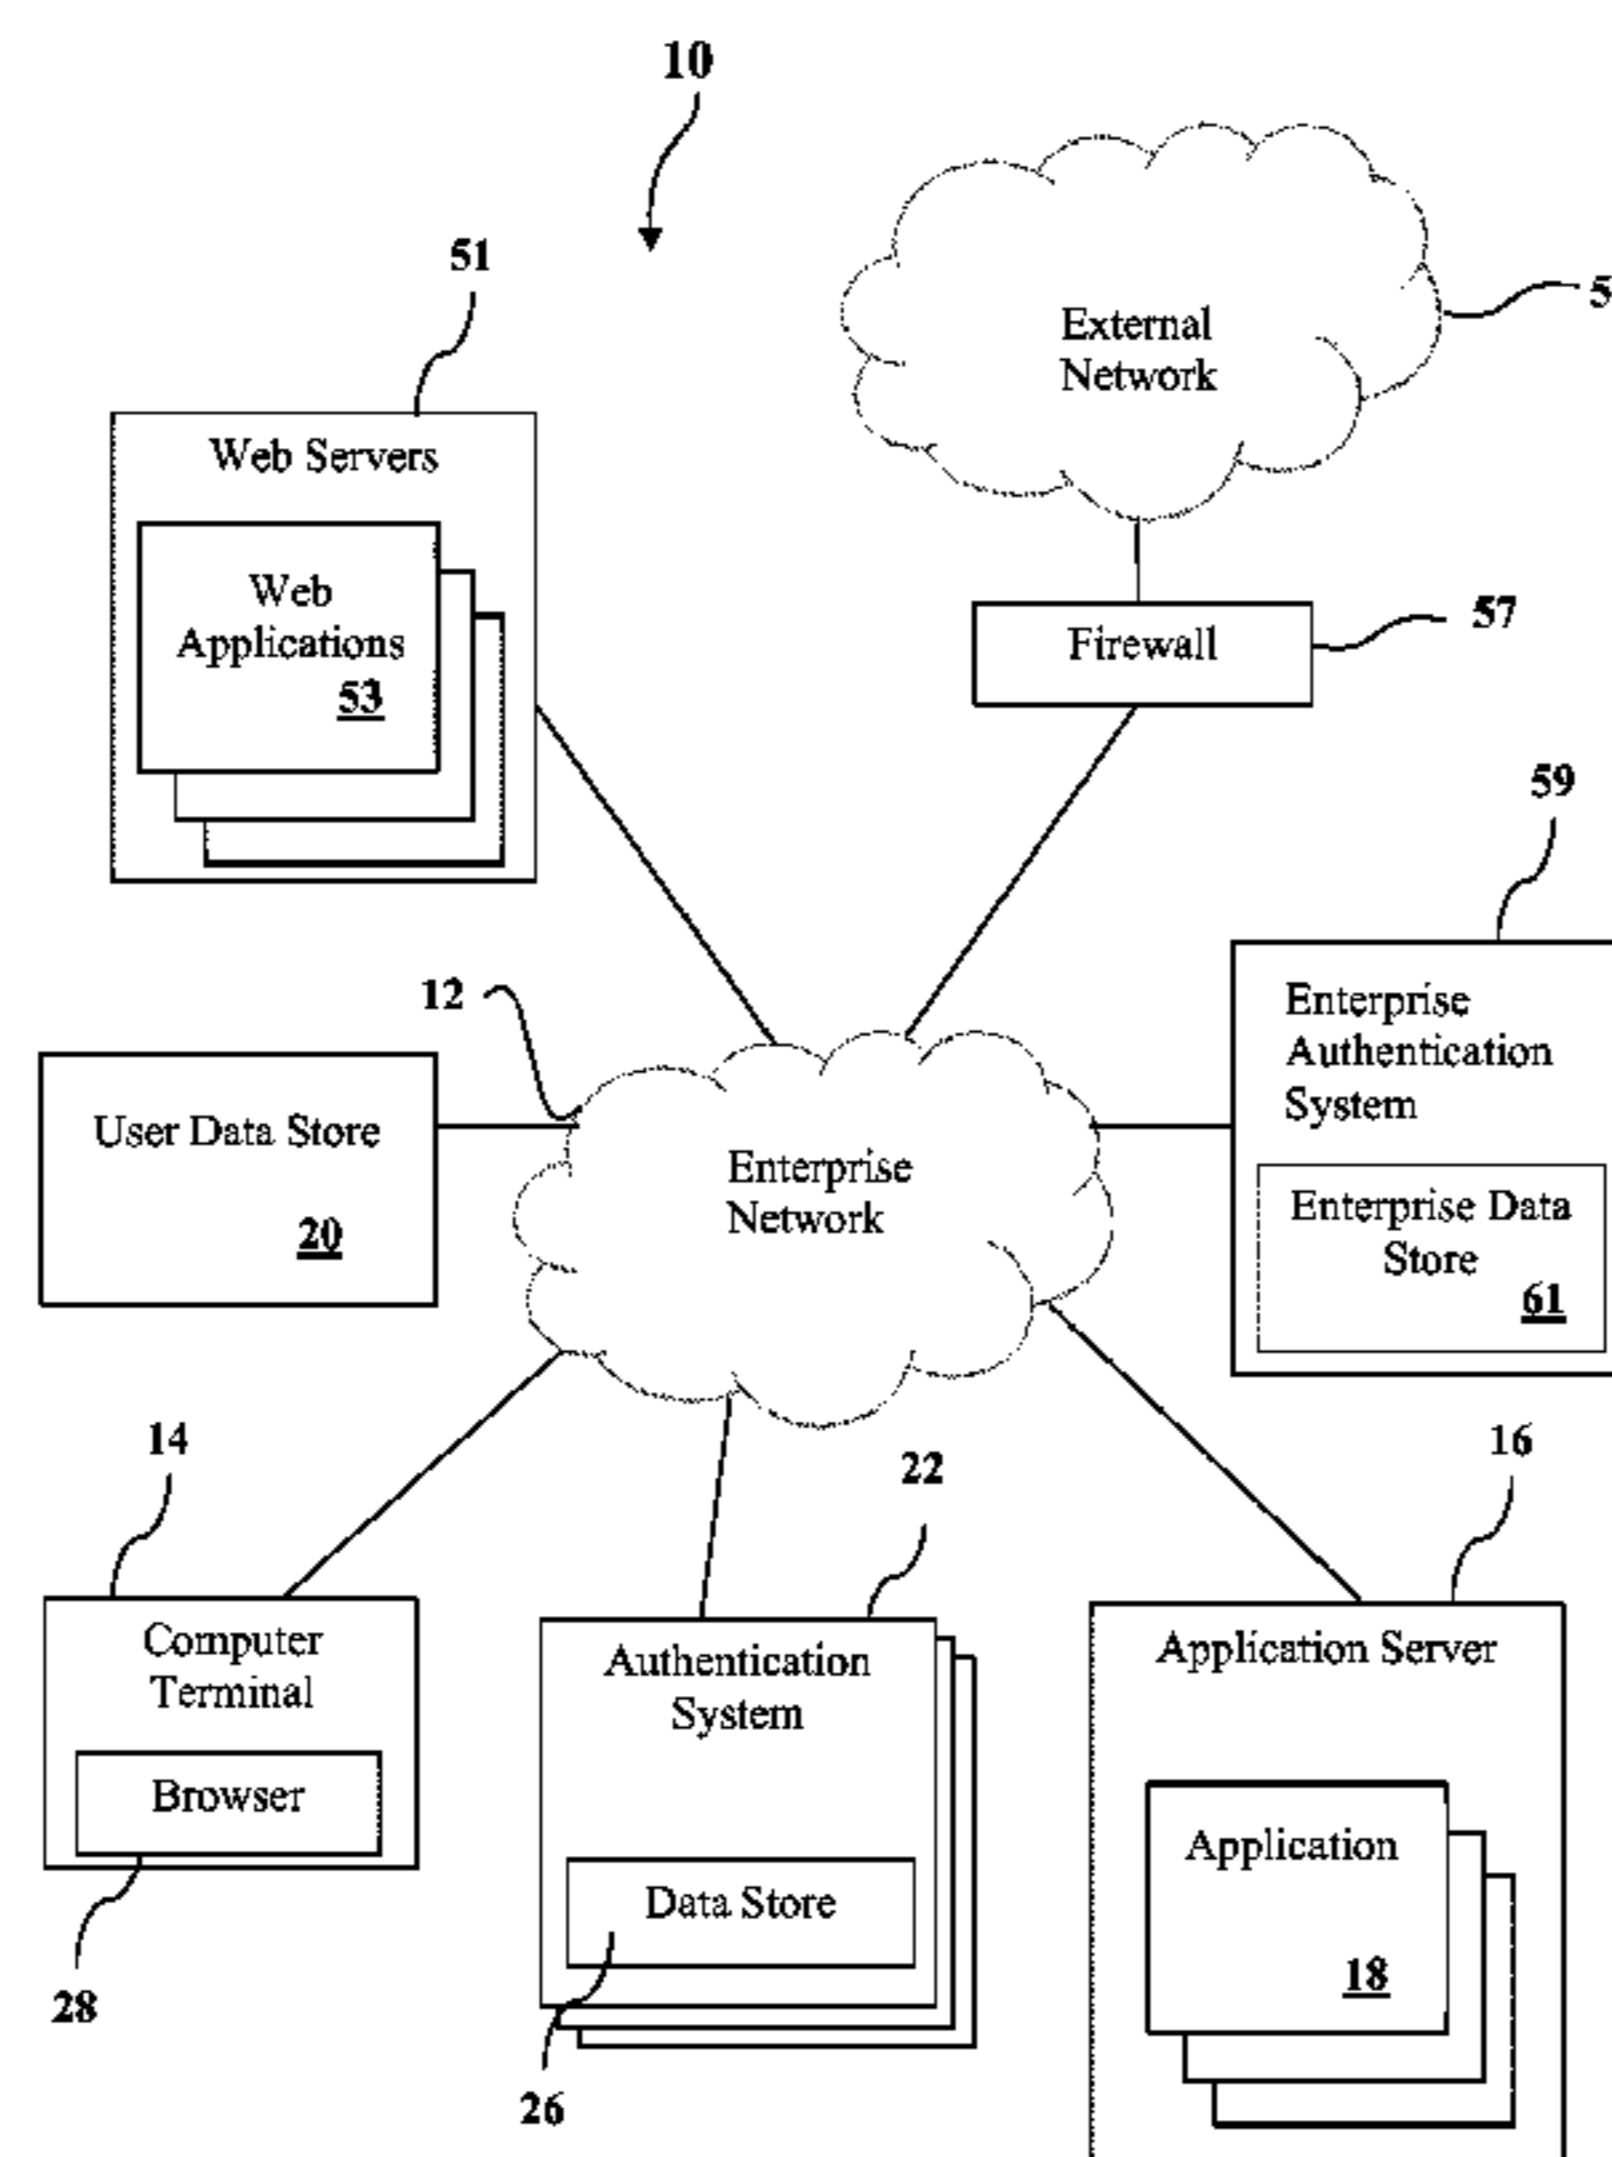 10
51
External
Network
5
Web Servers
Web
Applications
53
Firewall
57
59
12
Enterprise
Authentication
System
User Data Store
20
Enterprise
Network
Enterprise Data
Store
61
14
22
16
Computer
Terminal
Browser
28
Authentication
System
Data Store
26
Application Server
Application
18